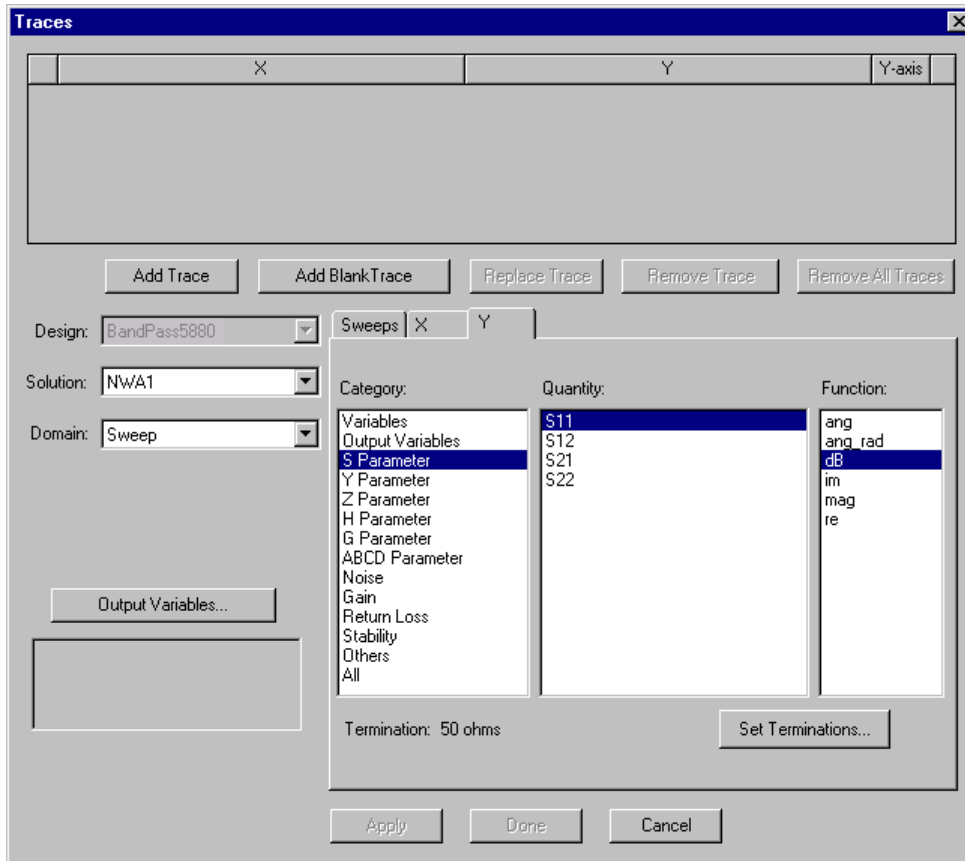 Traces
X Y Y-axis
Add Trace Add BlankTrace Replace Trace Remove Trace Remove All Traces
Design: BandPass5880
Solution: NWA1
Domain: Sweep
Output Variables...
Sweeps X Y
Category: Quantity: Function:
Variables
Output Variables
S Parameter
Y Parameter
Z Parameter
H Parameter
G Parameter
ABCD Parameter
Noise
Gain
Return Loss
Stability
Others
All
S11
S12
S21
S22
ang
ang_rad
dB
im
mag
re
Termination: 50 ohms
Set Terminations...
Apply Done Cancel